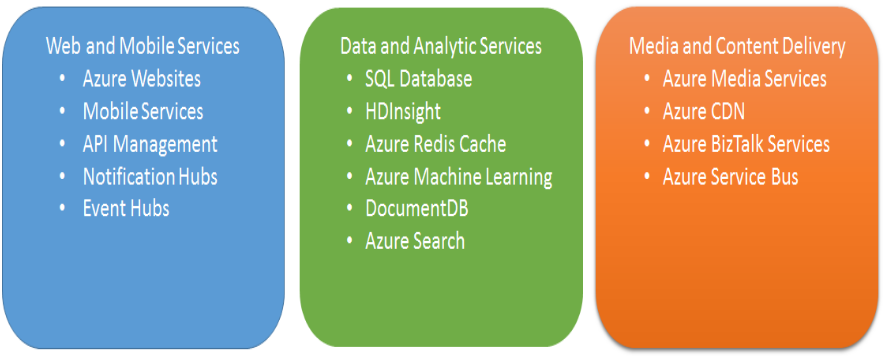 Web and Mobile Services
• Azure Websites
• Mobile Services
• API Management
• Notification Hubs
• Event Hubs
Data and Analytic Services
• SQL Database
• HDInsight
• Azure Redis Cache
• Azure Machine Learning
• DocumentDB
• Azure Search
Media and Content Delivery
• Azure Media Services
• Azure CDN
• Azure BizTalk Services
• Azure Service Bus